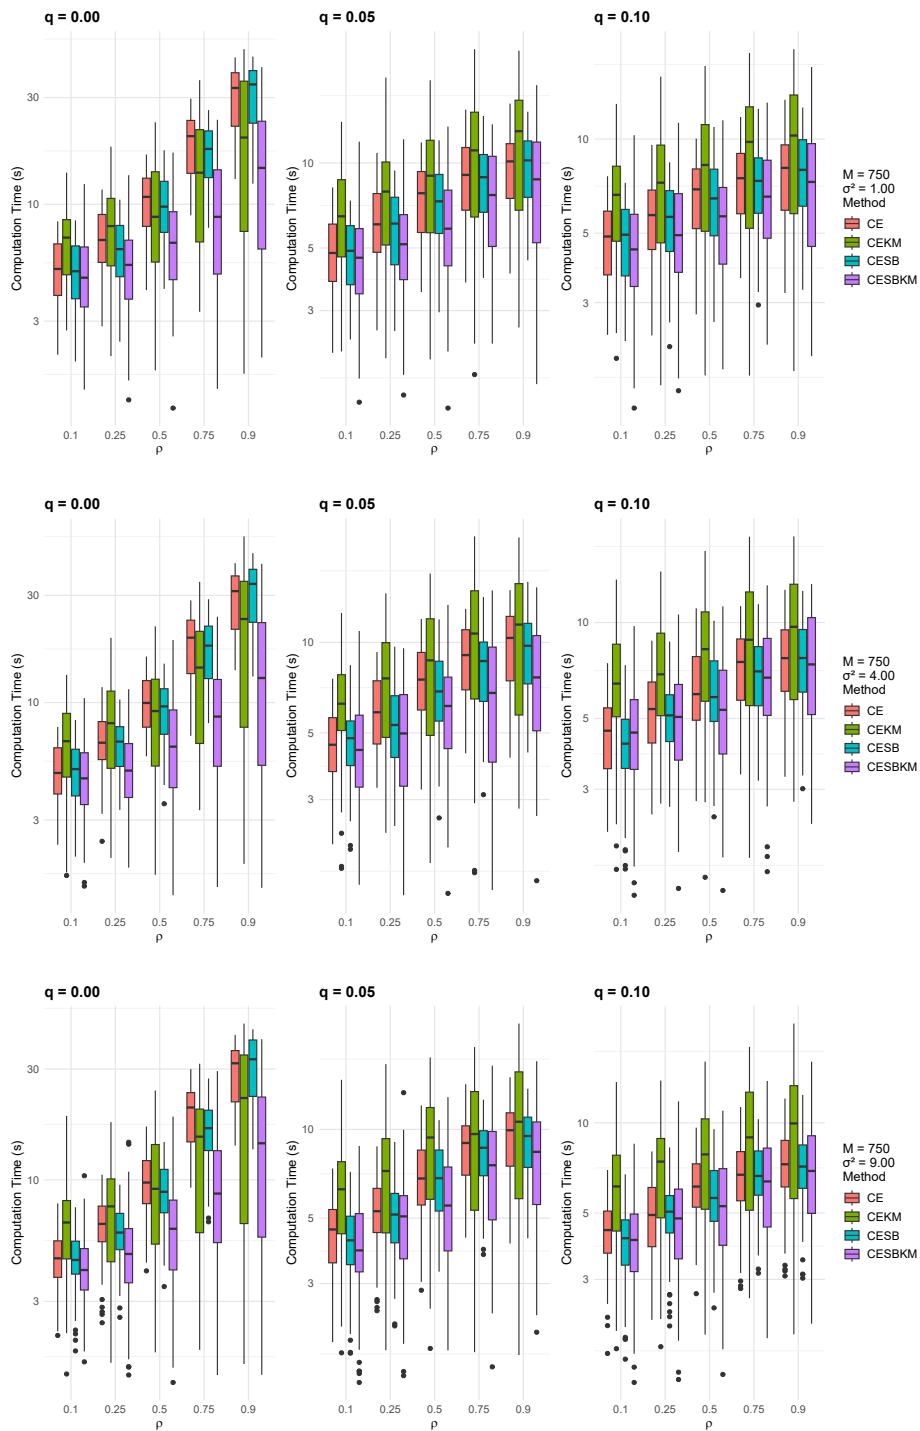 q = 0.00
q = 0.05
q = 0.10
Computation Time (s)
30
10
3
0.1 0.25 0.5 0.75 0.9
ρ
Computation Time (s)
10
5
3
0.1 0.25 0.5 0.75 0.9
ρ
Computation Time (s)
10
5
3
0.1 0.25 0.5 0.75 0.9
ρ
M = 750
σ² = 1.00
Method
CE
CEKM
CESB
CESBKM
q = 0.00
q = 0.05
q = 0.10
Computation Time (s)
30
10
3
0.1 0.25 0.5 0.75 0.9
ρ
Computation Time (s)
10
5
3
0.1 0.25 0.5 0.75 0.9
ρ
Computation Time (s)
10
5
3
0.1 0.25 0.5 0.75 0.9
ρ
M = 750
σ² = 4.00
Method
CE
CEKM
CESB
CESBKM
q = 0.00
q = 0.05
q = 0.10
Computation Time (s)
30
10
3
0.1 0.25 0.5 0.75 0.9
ρ
Computation Time (s)
10
5
3
0.1 0.25 0.5 0.75 0.9
ρ
Computation Time (s)
10
5
3
0.1 0.25 0.5 0.75 0.9
ρ
M = 750
σ² = 9.00
Method
CE
CEKM
CESB
CESBKM